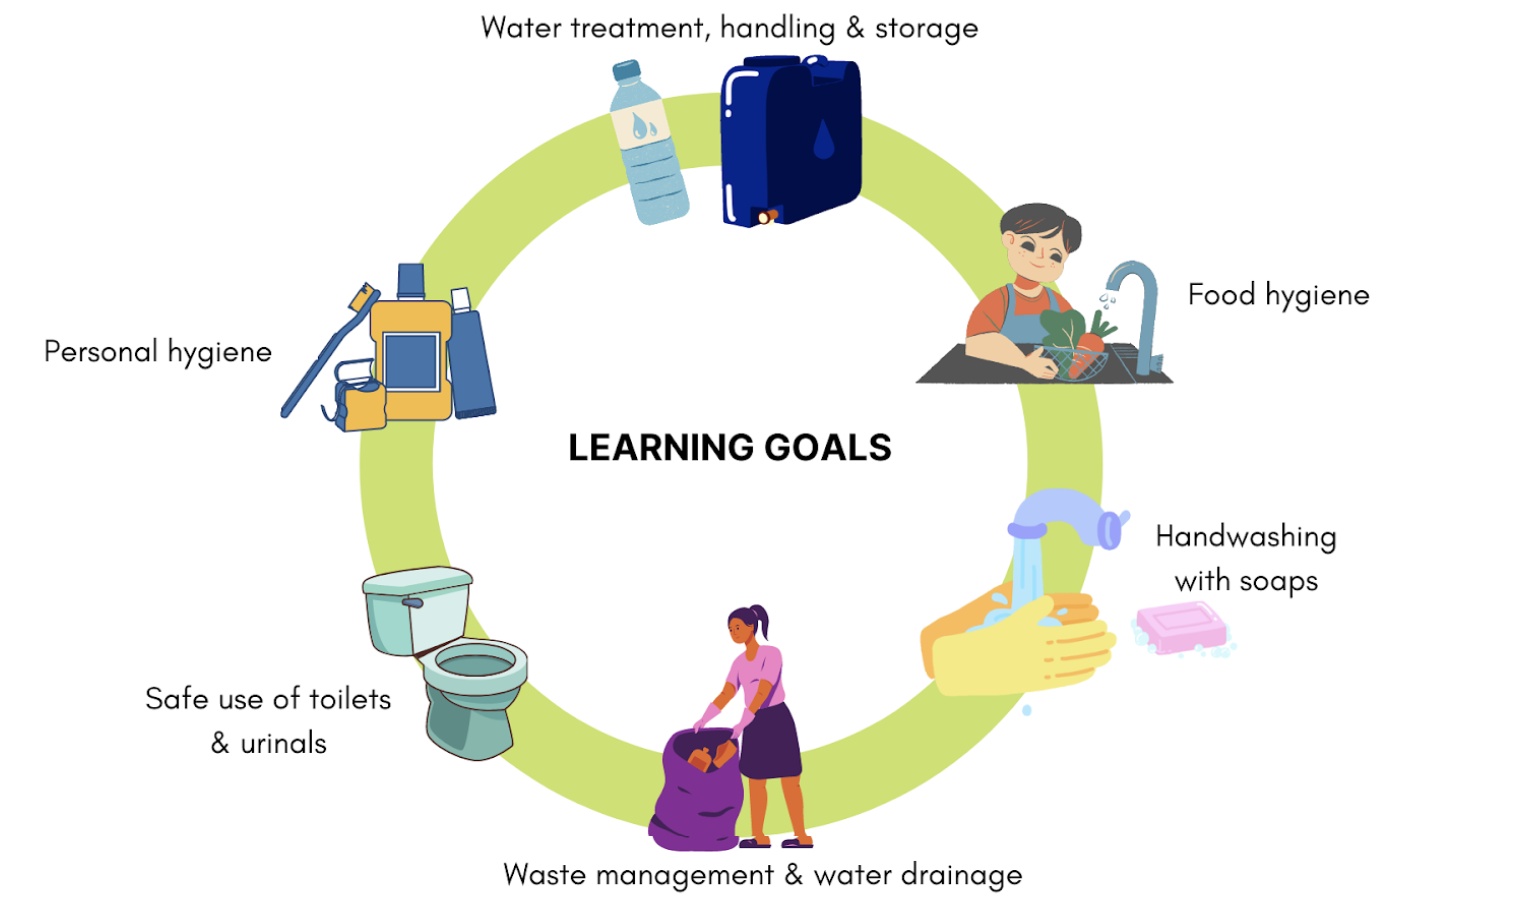 Water treatment, handling & storage
Food hygiene
Personal hygiene
LEARNING GOALS
Handwashing
with soaps
Safe use of toilets
& urinals
Waste management & water drainage